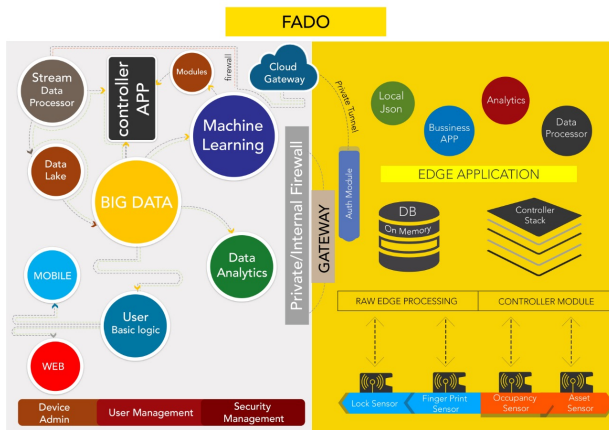 FADO
Stream
Data
Processor
controller
APP
Modules
firewall
Cloud
Gateway
Machine
Learning
Data
Lake
BIG DATA
Data
Analytics
MOBILE
User
Basic logic
WEB
Device
Admin
User Management
Security
Management
Private/Internal Firewall
GATEWAY
Private Tunnel
Auth Module
Local
Json
Bussiness
APP
Analytics
Data
Processor
EDGE APPLICATION
DB
On Memory
Controller
Stack
RAW EDGE PROCESSING
CONTROLLER MODULE
Lock Sensor
Finger Print
Sensor
Occupancy
Sensor
Asset
Sensor